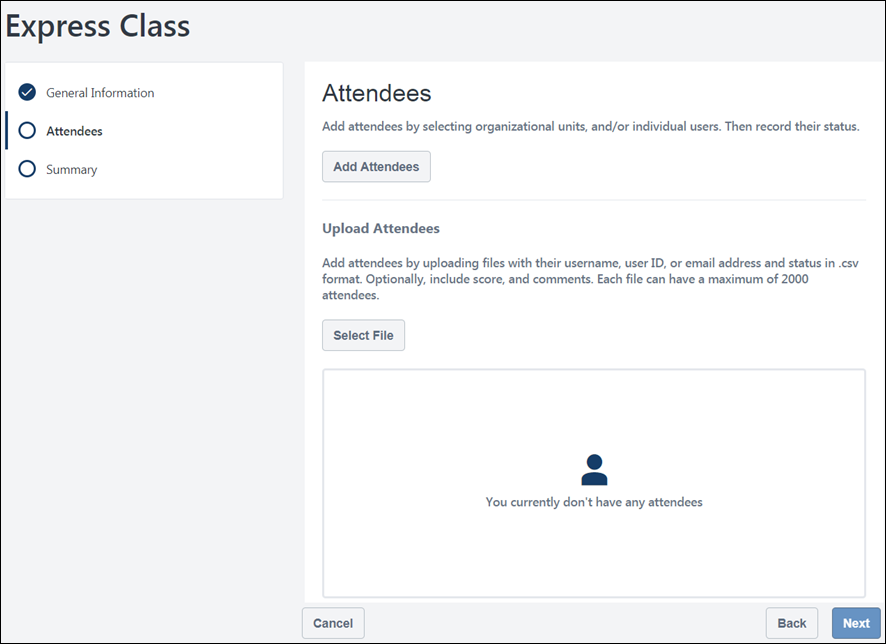 Express Class
General Information
Attendees
Summary
Attendees
Add attendees by selecting organizational units, and/or individual users. Then record their status.
Add Attendees
Upload Attendees
Add attendees by uploading files with their username, user ID, or email address and status in .csv
format. Optionally, include score, and comments. Each file can have a maximum of 2000
attendees.
Select File
You currently don't have any attendees
Cancel
Back
Next